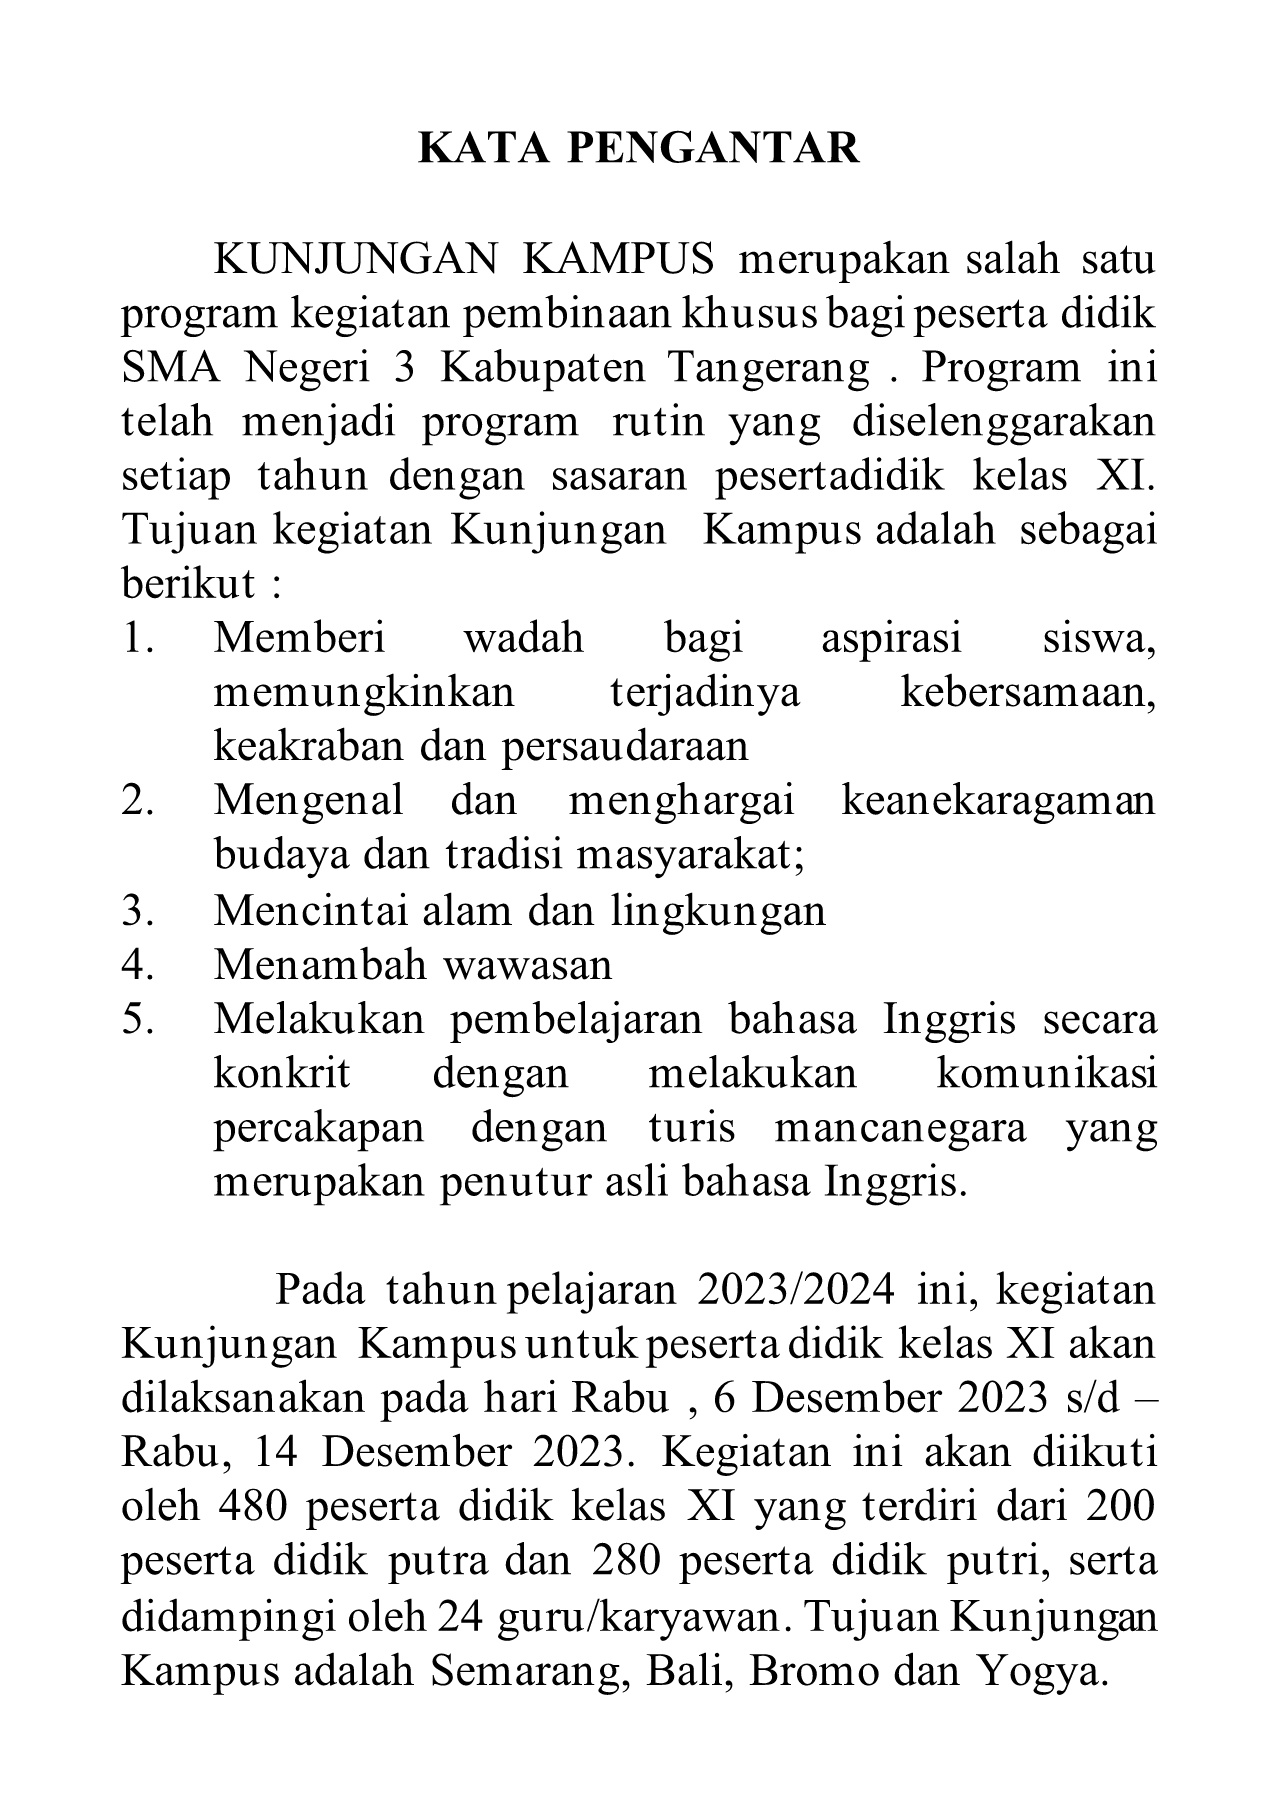 KATA PENGANTAR
KUNJUNGAN KAMPUS merupakan salah satu
program kegiatan pembinaan khusus bagi peserta didik
SMA Negeri 3 Kabupaten Tangerang . Program ini
telah menjadi program rutin yang diselenggarakan
setiap tahun dengan sasaran pesertadidik kelas XI.
Tujuan kegiatan Kunjungan Kampus adalah sebagai
berikut :
1. Memberi wadah bagi aspirasi siswa,
memungkinkan terjadinya kebersamaan,
keakraban dan persaudaraan
2. Mengenal dan menghargai keanekaragaman
budaya dan tradisi masyarakat;
3. Mencintai alam dan lingkungan
4. Menambah wawasan
5. Melakukan pembelajaran bahasa Inggris secara
konkrit dengan melakukan komunikasi
percakapan dengan turis mancanegara yang
merupakan penutur asli bahasa Inggris.
Pada tahun pelajaran 2023/2024 ini, kegiatan
Kunjungan Kampus untuk peserta didik kelas XI akan
dilaksanakan pada hari Rabu , 6 Desember 2023 s/d –
Rabu, 14 Desember 2023. Kegiatan ini akan diikuti
oleh 480 peserta didik kelas XI yang terdiri dari 200
peserta didik putra dan 280 peserta didik putri, serta
didampingi oleh 24 guru/karyawan. Tujuan Kunjungan
Kampus adalah Semarang, Bali, Bromo dan Yogya.